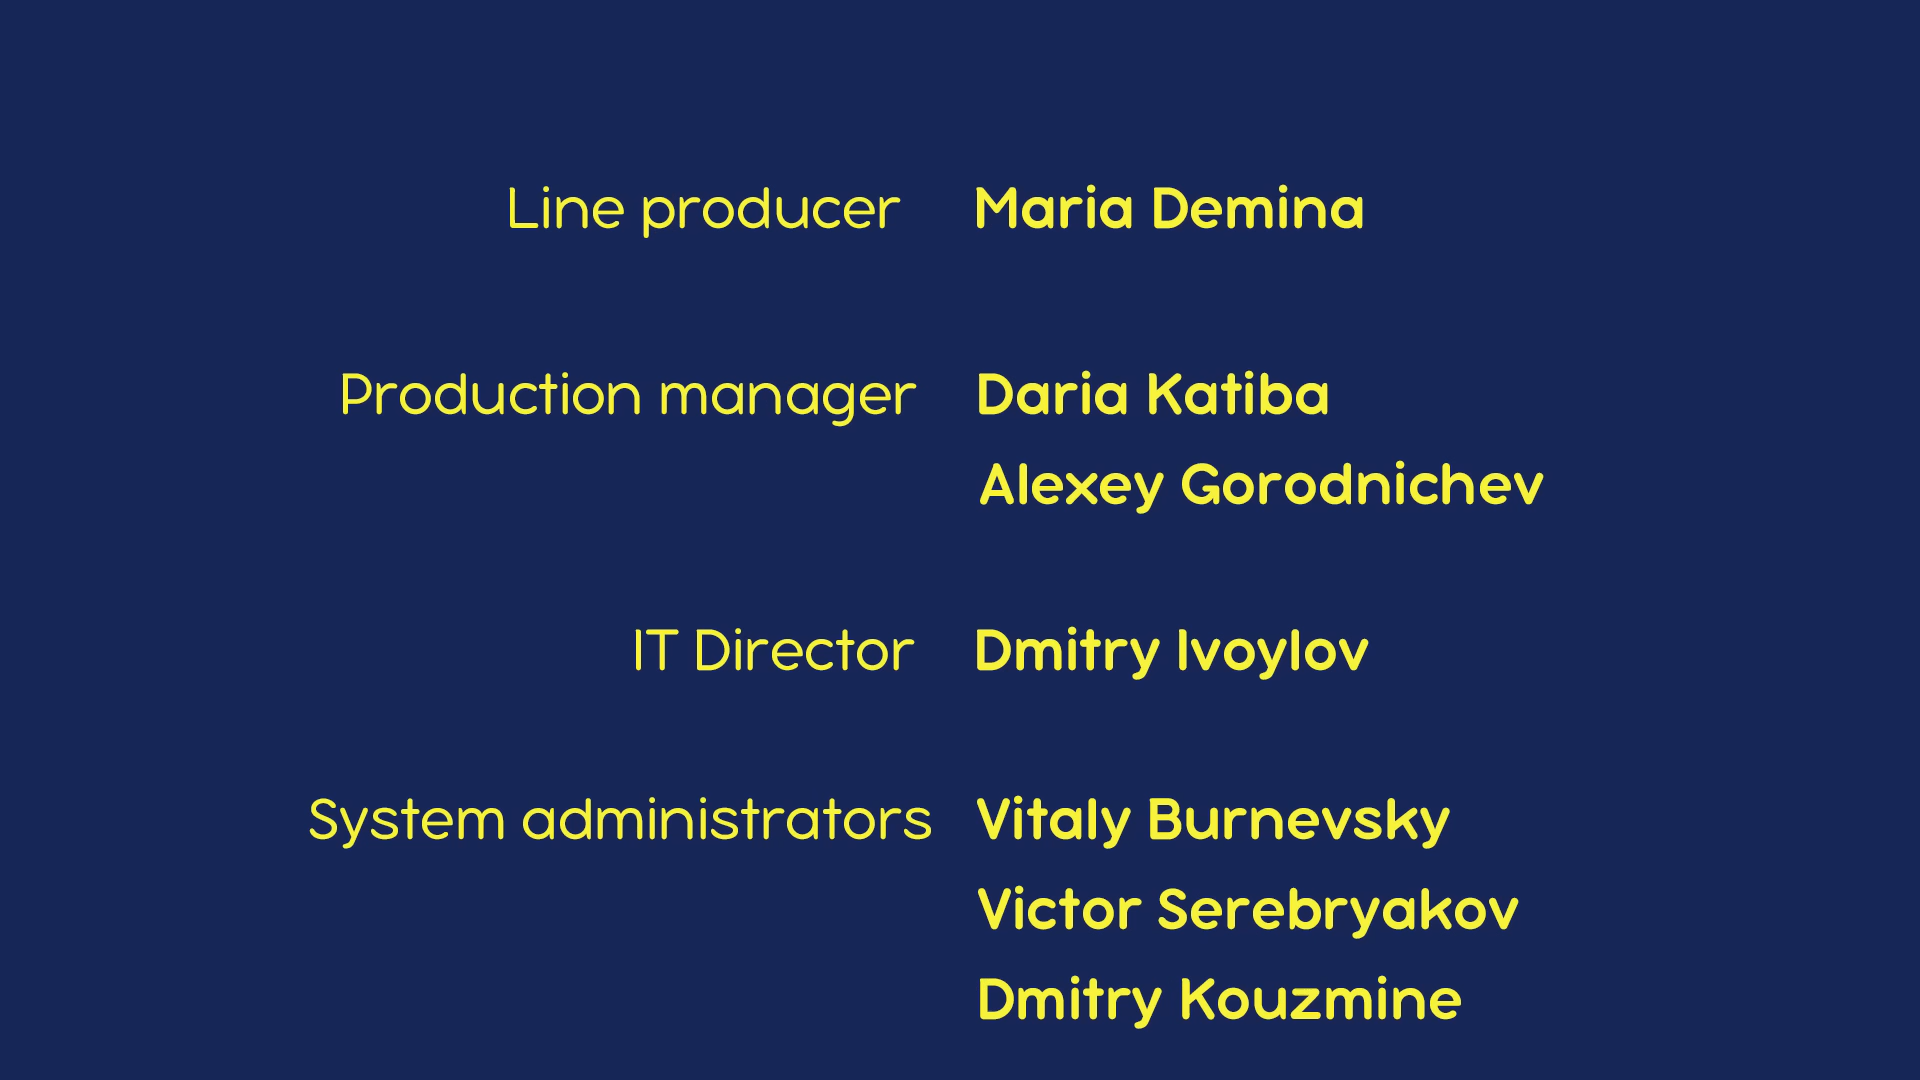 Line producer Maria Demina
Production manager Daria Katiba
Alexey Gorodnichev
IT Director Dmitry Ivoylov
System administrators Vitaly Burnevsky
Victor Serebryakov
Dmitry Kouzmine